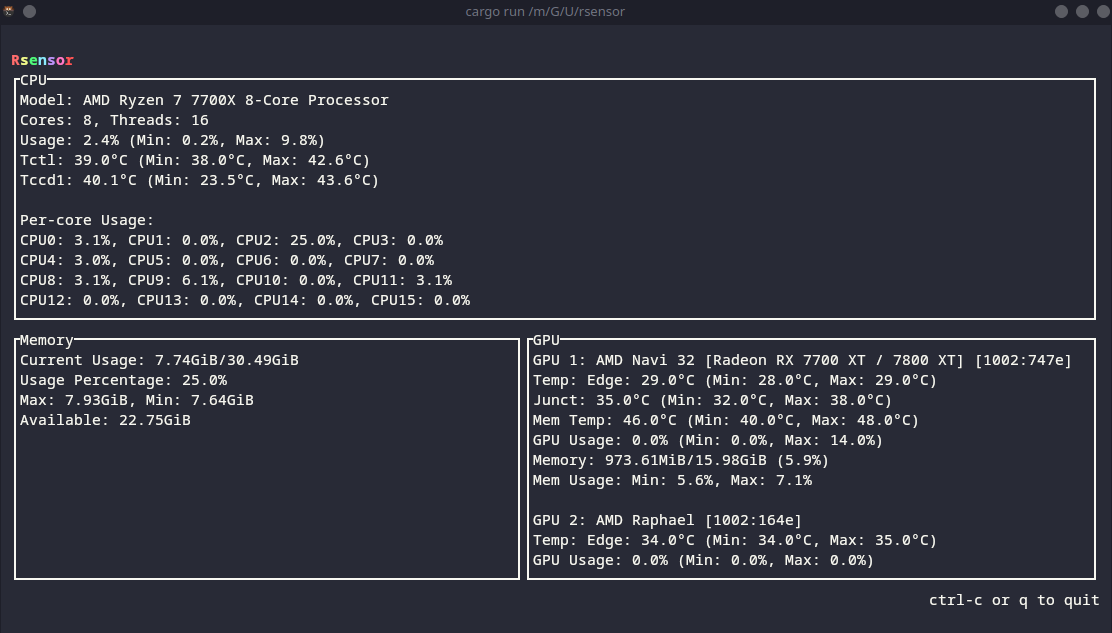 cargo run /m/G/U/rsensor
Rsensor
CPU
Model: AMD Ryzen 7 7700X 8-Core Processor
Cores: 8, Threads: 16
Usage: 2.4% (Min: 0.2%, Max: 9.8%)
Tctl: 39.0°C (Min: 38.0°C, Max: 42.6°C)
Tccd1: 40.1°C (Min: 23.5°C, Max: 43.6°C)
Per-core Usage:
CPU0: 3.1%, CPU1: 0.0%, CPU2: 25.0%, CPU3: 0.0%
CPU4: 3.0%, CPU5: 0.0%, CPU6: 0.0%, CPU7: 0.0%
CPU8: 3.1%, CPU9: 6.1%, CPU10: 0.0%, CPU11: 3.1%
CPU12: 0.0%, CPU13: 0.0%, CPU14: 0.0%, CPU15: 0.0%
Memory
Current Usage: 7.74GiB/30.49GiB
Usage Percentage: 25.0%
Max: 7.93GiB, Min: 7.64GiB
Available: 22.75GiB
GPU
GPU 1: AMD Navi 32 [Radeon RX 7700 XT / 7800 XT] [1002:747e]
Temp: Edge: 29.0°C (Min: 28.0°C, Max: 29.0°C)
Junct: 35.0°C (Min: 32.0°C, Max: 38.0°C)
Mem Temp: 46.0°C (Min: 40.0°C, Max: 48.0°C)
GPU Usage: 0.0% (Min: 0.0%, Max: 14.0%)
Memory: 973.61MiB/15.98GiB (5.9%)
Mem Usage: Min: 5.6%, Max: 7.1%
GPU 2: AMD Raphael [1002:164e]
Temp: Edge: 34.0°C (Min: 34.0°C, Max: 35.0°C)
GPU Usage: 0.0% (Min: 0.0%, Max: 0.0%)
ctrl-c or q to quit